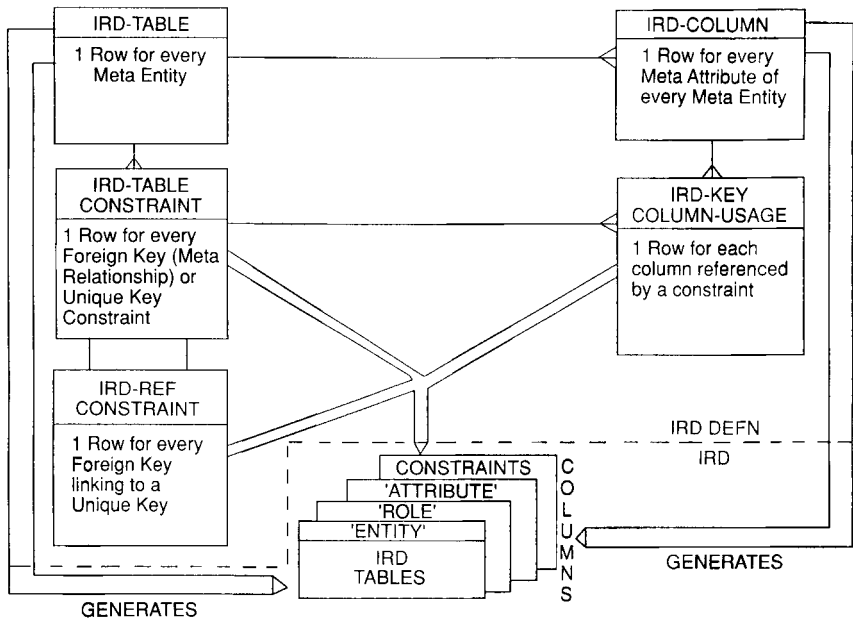 IRD-TABLE
1 Row for every
Meta Entity
IRD-COLUMN
1 Row for every
Meta Attribute of
every Meta Entity
IRD-TABLE
CONSTRAINT
1 Row for every
Foreign Key (Meta
Relationship) or
Unique Key
Constraint
IRD-KEY
COLUMN-USAGE
1 Row for each
column referenced
by a constraint
IRD-REF
CONSTRAINT
1 Row for every
Foreign Key
linking to a
Unique Key
IRD DEFN
IRD
CONSTRAINTS
'ATTRIBUTE'
'ROLE'
'ENTITY'
IRD
TABLES
COLUMNS
GENERATES
GENERATES